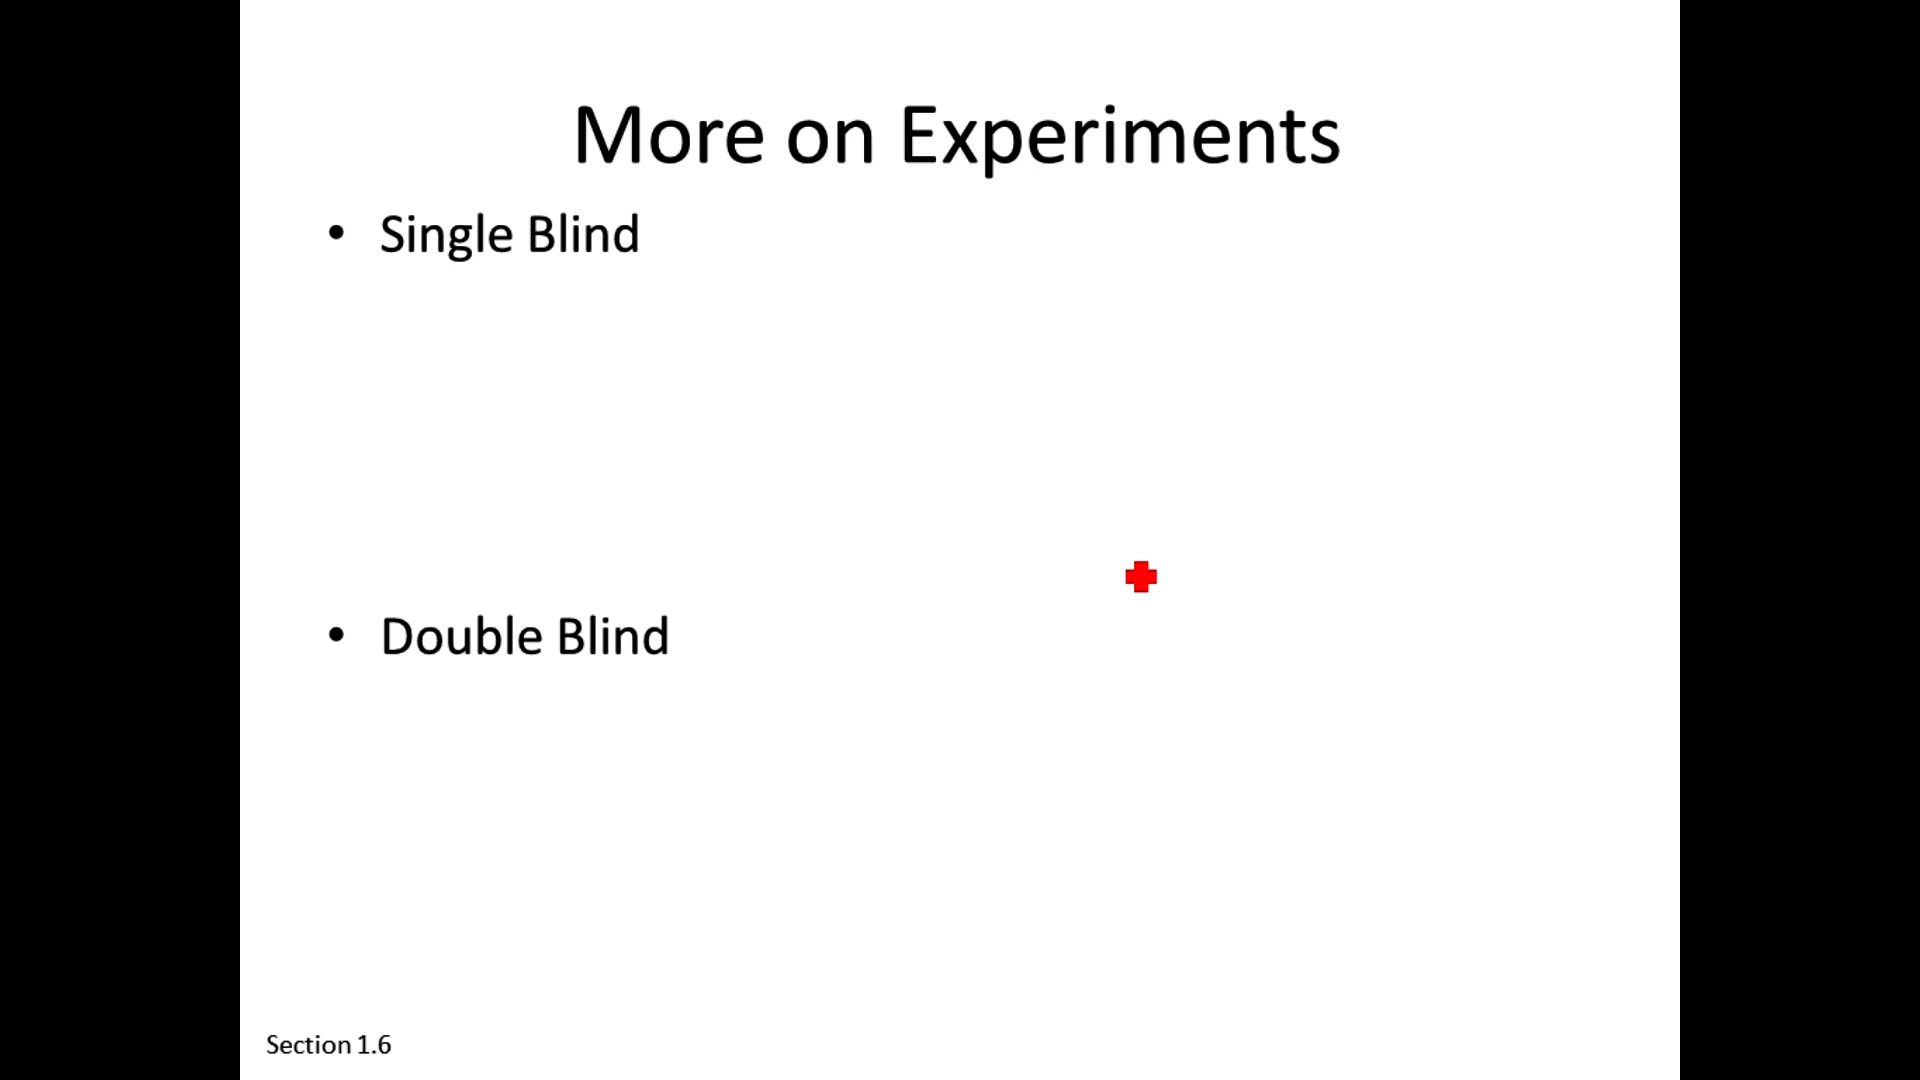 More on Experiments
• Single Blind
• Double Blind
Section 1.6